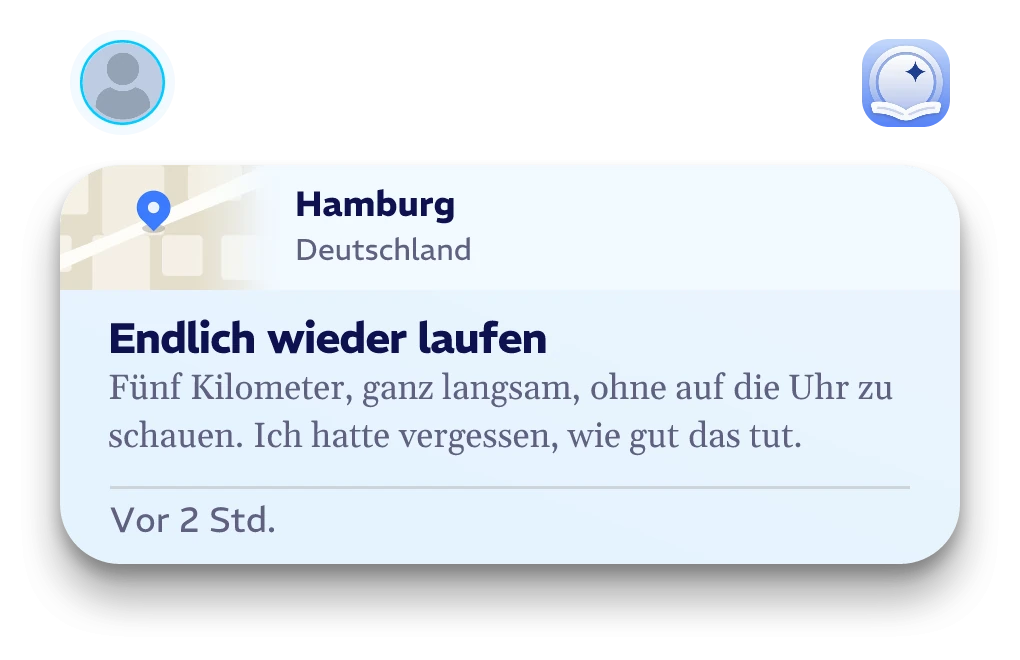 Hamburg
Deutschland
Endlich wieder laufen
Fünf Kilometer, ganz langsam, ohne auf die Uhr zu
schauen. Ich hatte vergessen, wie gut das tut.
Vor 2 Std.